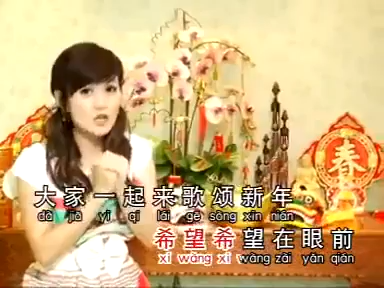 春
大家一起来歌颂新年
dà jiā yì qǐ lái gē sòng xīn nián
希望希望在眼前
xī wàng xī wàng zài yǎn qián